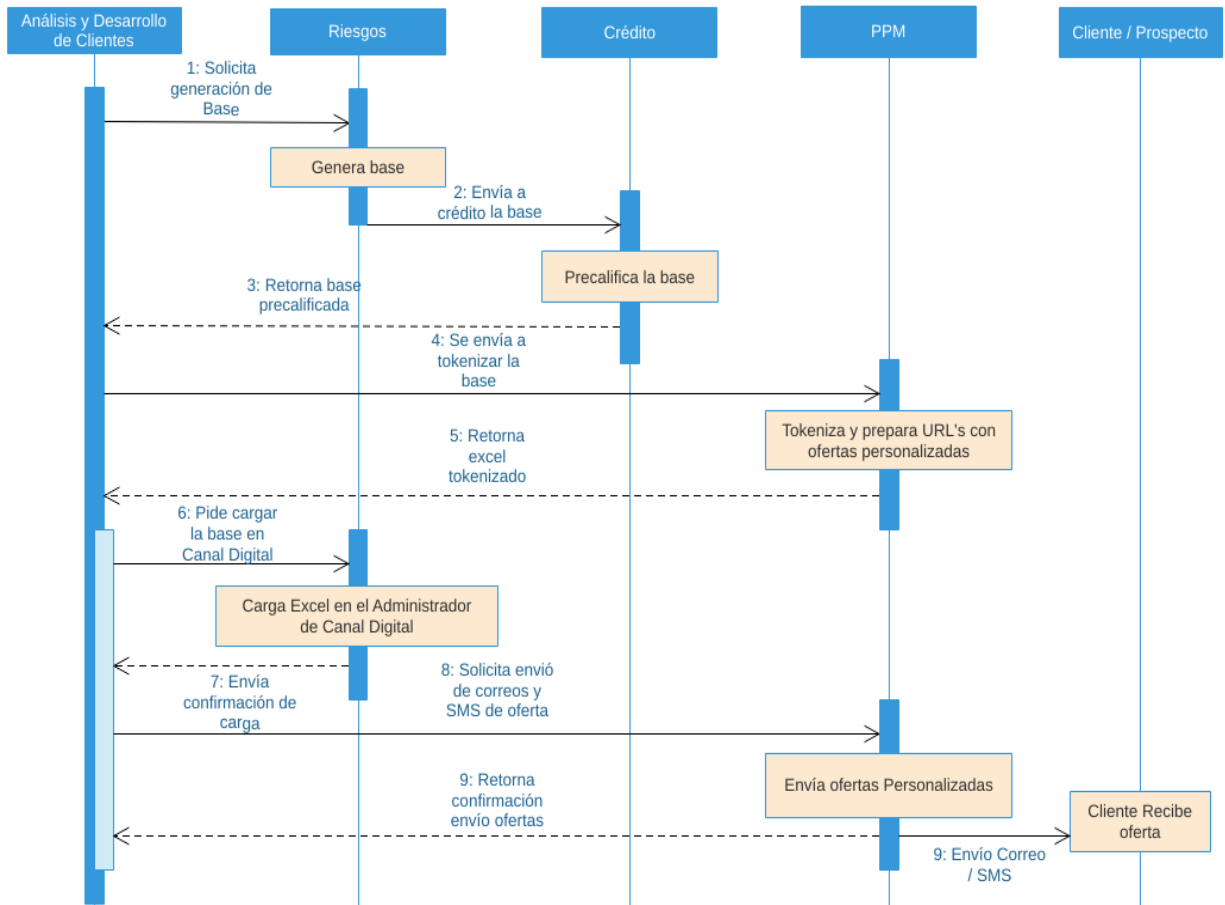 Análisis y Desarrollo
de Clientes
Riesgos
Crédito
PPM
Cliente / Prospecto
1: Solicita
generación de
Base
Genera base
2: Envía a
crédito la base
Precalifica la base
3: Retorna base
precalificada
4: Se envía a
tokenizar la
base
Tokeniza y prepara URL's con
ofertas personalizadas
5: Retorna
excel
tokenizado
6: Pide cargar
la base en
Canal Digital
Carga Excel en el Administrador
de Canal Digital
7: Envía
confirmación de
carga
8: Solicita envió
de correos y
SMS de oferta
Envía ofertas Personalizadas
9: Retorna
confirmación
envío ofertas
Cliente Recibe
oferta
9: Envío Correo
/ SMS